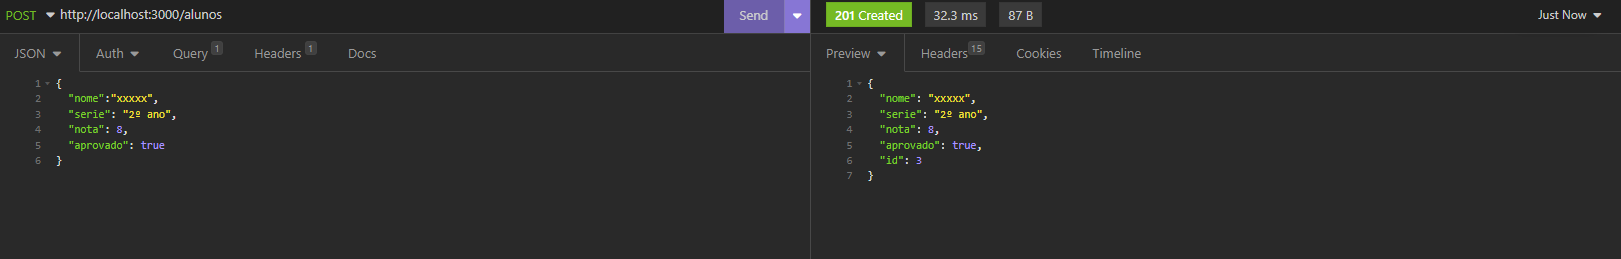 POST http://localhost:3000/alunos Send 201 Created 32.3 ms 87 B Just Now
JSON Auth Query 1 Headers 1 Docs
1 {
2 "nome":"xxxxx",
3 "serie": "2º ano",
4 "nota": 8,
5 "aprovado": true
6 }
Preview Headers 15 Cookies Timeline
1 {
2 "nome": "xxxxx",
3 "serie": "2º ano",
4 "nota": 8,
5 "aprovado": true,
6 "id": 3
7 }